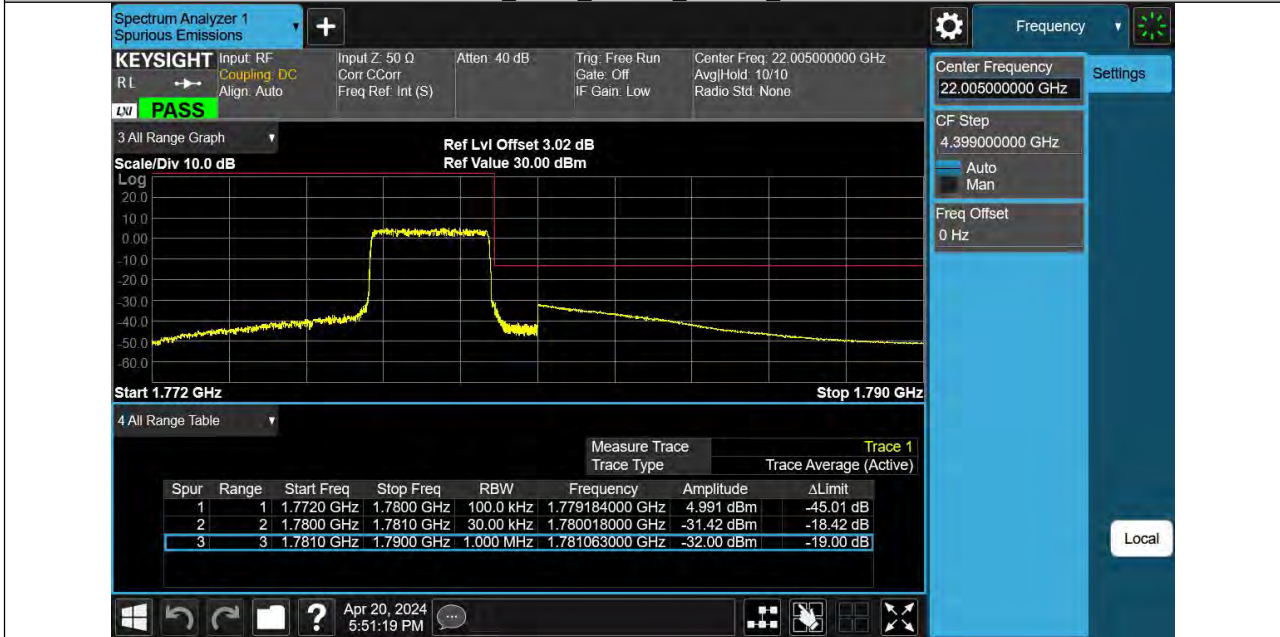 Spectrum Analyzer 1
Spurious Emissions
+
Frequency
KEYSIGHT
RL
LXI PASS
Input: RF
Coupling: DC
Align: Auto
Input Z: 50 Ω
Corr CCorr
Freq Ref: Int (S)
Atten: 40 dB
Trig: Free Run
Gate: Off
IF Gain: Low
Center Freq: 22.005000000 GHz
Avg|Hold: 10/10
Radio Std: None
Center Frequency
22.005000000 GHz
Settings
CF Step
4.399000000 GHz
Auto
Man
Freq Offset
0 Hz
3 All Range Graph
Scale/Div 10.0 dB
Ref Lvl Offset 3.02 dB
Ref Value 30.00 dBm
Log
20.0
10.0
0.00
-10.0
-20.0
-30.0
-40.0
-50.0
-60.0
Start 1.772 GHz Stop 1.790 GHz
4 All Range Table
Measure Trace Trace 1
Trace Type Trace Average (Active)
Spur Range Start Freq Stop Freq RBW Frequency Amplitude ΔLimit
1 1 1.7720 GHz 1.7800 GHz 100.0 kHz 1.779184000 GHz 4.991 dBm -45.01 dB
2 2 1.7800 GHz 1.7810 GHz 30.00 kHz 1.780018000 GHz -31.42 dBm -18.42 dB
3 3 1.7810 GHz 1.7900 GHz 1.000 MHz 1.781063000 GHz -32.00 dBm -19.00 dB
Local
?
Apr 20, 2024
5:51:19 PM